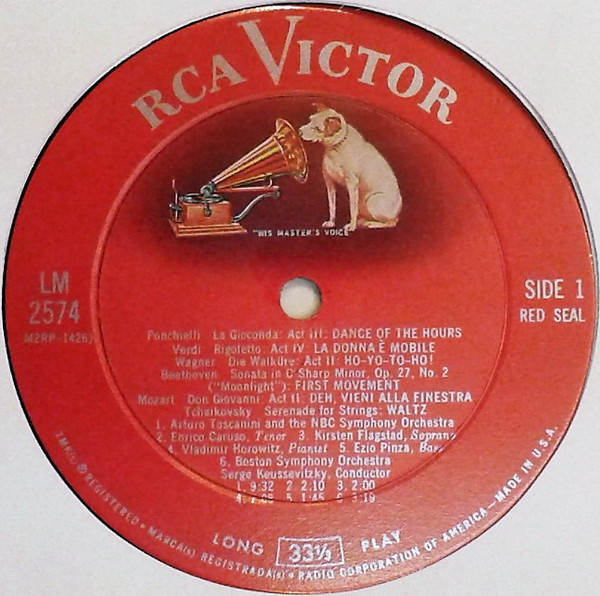 RCA VICTOR
"HIS MASTER'S VOICE"
LM
2574
SIDE 1
RED SEAL
Ponchielli La Gioconda: Act III: DANCE OF THE HOURS
Verdi Rigoletto: Act IV: LA DONNA È MOBILE
Wagner Die Walküre: Act II: HO-YO-TO-HO!
Beethoven Sonata in C-Sharp Minor, Op. 27, No. 2
("Moonlight"): FIRST MOVEMENT
Mozart Don Giovanni: Act II: DEH, VIENI ALLA FINESTRA
Tchaikovsky Serenade for Strings: WALTZ
1. Arturo Toscanini and the NBC Symphony Orchestra
2. Enrico Caruso, Tenor 3. Kirsten Flagstad, Soprano
4. Vladimir Horowitz, Pianist 5. Ezio Pinza,
6. Boston Symphony Orchestra
Serge Koussevitzky, Conductor
1. 9:32 2. 2:10 3. 2:00
5. 1:45 6. 3:19
LONG 33⅓ PLAY
TMK(s) ® REGISTERED • MARCA(s) REGISTRADA(s) • RADIO CORPORATION OF AMERICA—MADE IN U.S.A.